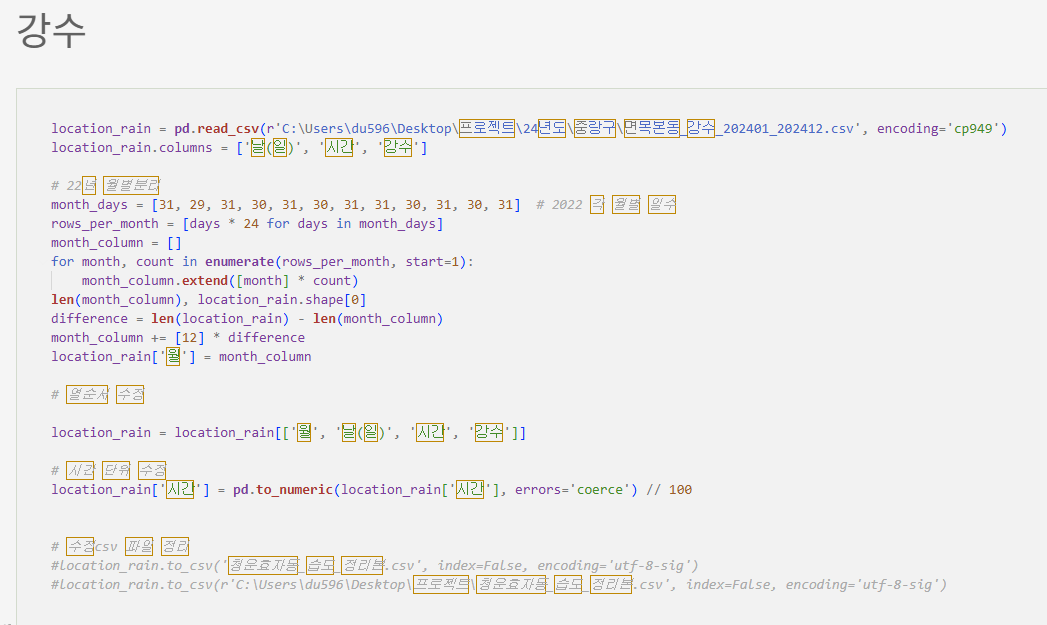 강수
location_rain = pd.read_csv(r'C:\Users\du596\Desktop\프로젝트\24년도\중랑구\면목본동_강수_202401_202412.csv', encoding='cp949')
location_rain.columns = ['날(일)', '시간', '강수']
# 22년 월별분리
month_days = [31, 29, 31, 30, 31, 30, 31, 31, 30, 31, 30, 31]  # 2022 각 월별 일수
rows_per_month = [days * 24 for days in month_days]
month_column = []
for month, count in enumerate(rows_per_month, start=1):
    month_column.extend([month] * count)
len(month_column), location_rain.shape[0]
difference = len(location_rain) - len(month_column)
month_column += [12] * difference
location_rain['월'] = month_column
# 열순서 수정
location_rain = location_rain[['월', '날(일)', '시간', '강수']]
# 시간 단위 수정
location_rain['시간'] = pd.to_numeric(location_rain['시간'], errors='coerce') // 100
# 수정csv 파일 정리
#location_rain.to_csv('청운효자동_습도_정리본.csv', index=False, encoding='utf-8-sig')
#location_rain.to_csv(r'C:\Users\du596\Desktop\프로젝트\청운효자동_습도_정리본.csv', index=False, encoding='utf-8-sig')